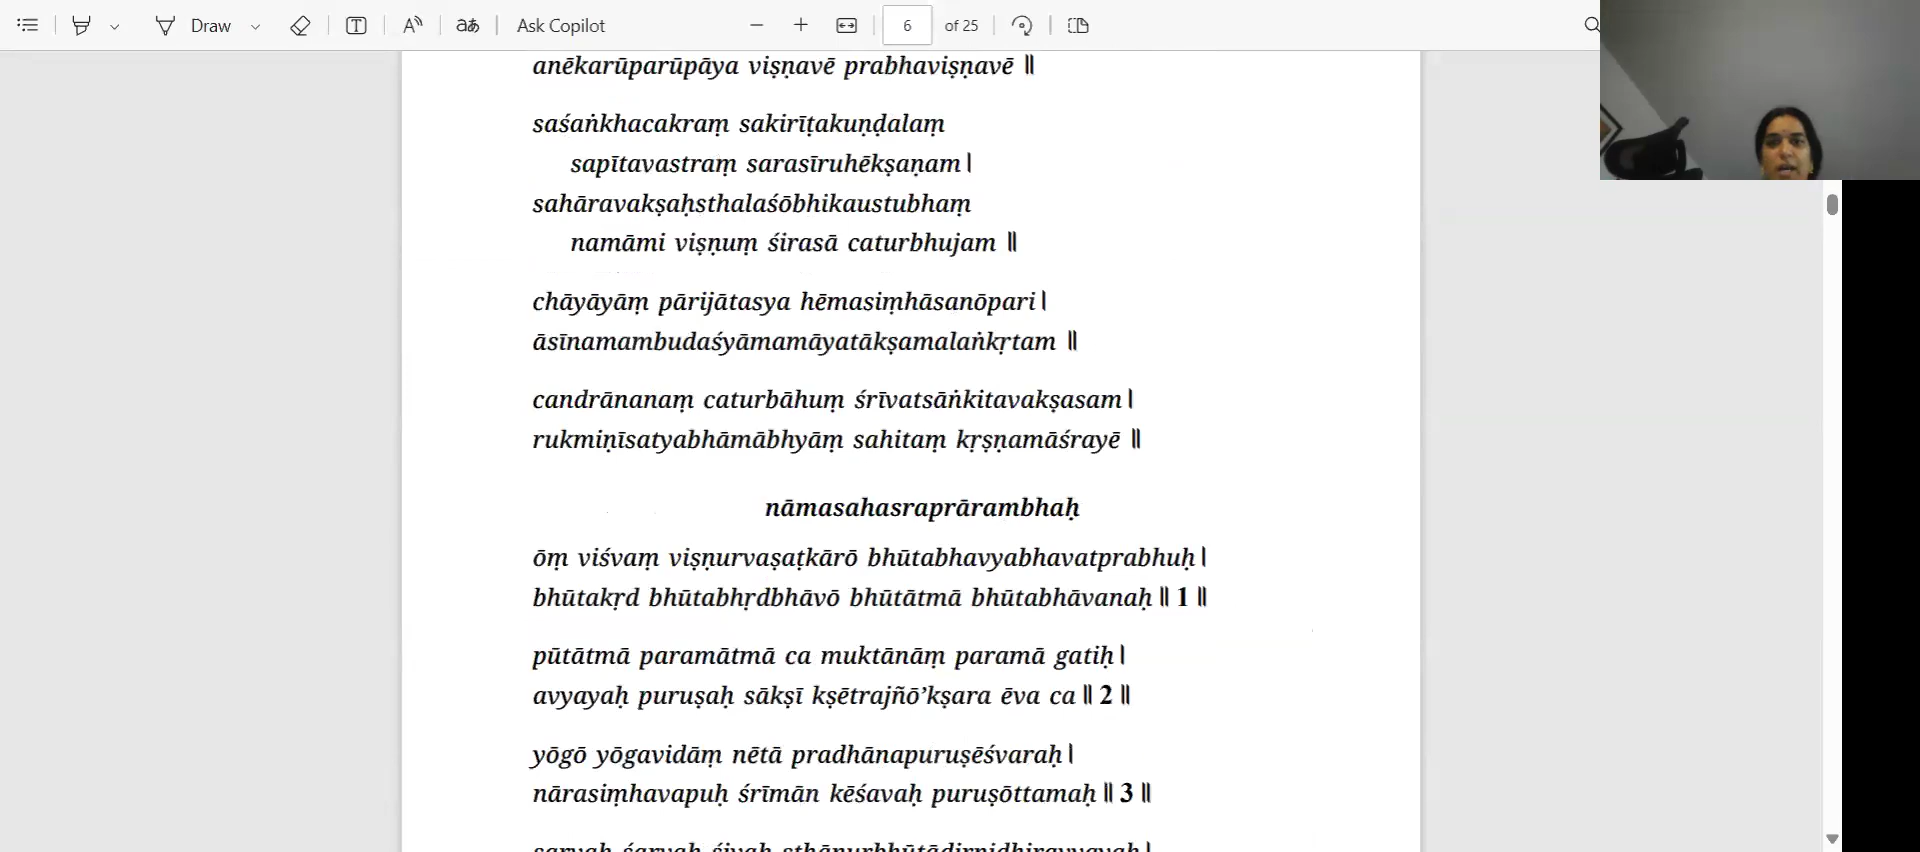 Draw
Ask Copilot
6 of 25
anēkarūparūpāya viṣṇavē prabhaviṣṇavē ॥
saśaṅkhacakraṃ sakirīṭakuṇḍalaṃ
sapītavastraṃ sarasīruhēkṣaṇam।
sahāravakṣaḥsthalaśōbhikaustubhaṃ
namāmi viṣṇuṃ śirasā caturbhujam ॥
chāyāyāṃ pārijātasya hēmasiṃhāsanōpari।
āsīnamambudaśyāmamāyatākṣamalaṅkṛtam ॥
candrānanaṃ caturbāhuṃ śrīvatsāṅkitavakṣasam।
rukmiṇīsatyabhāmābhyāṃ sahitaṃ kṛṣṇamāśrayē ॥
nāmasahasraprārambhaḥ
ōṃ viśvaṃ viṣṇurvaṣaṭkārō bhūtabhavyabhavatprabhuḥ।
bhūtakṛd bhūtabhṛdbhāvō bhūtātmā bhūtabhāvanaḥ॥ 1 ॥
pūtātmā paramātmā ca muktānāṃ paramā gatiḥ।
avyayaḥ puruṣaḥ sākṣī kṣētrajñō’kṣara ēva ca॥ 2 ॥
yōgō yōgavidāṃ nētā pradhānapuruṣēśvaraḥ।
nārasiṃhavapuḥ śrīmān kēśavaḥ puruṣōttamaḥ॥ 3 ॥